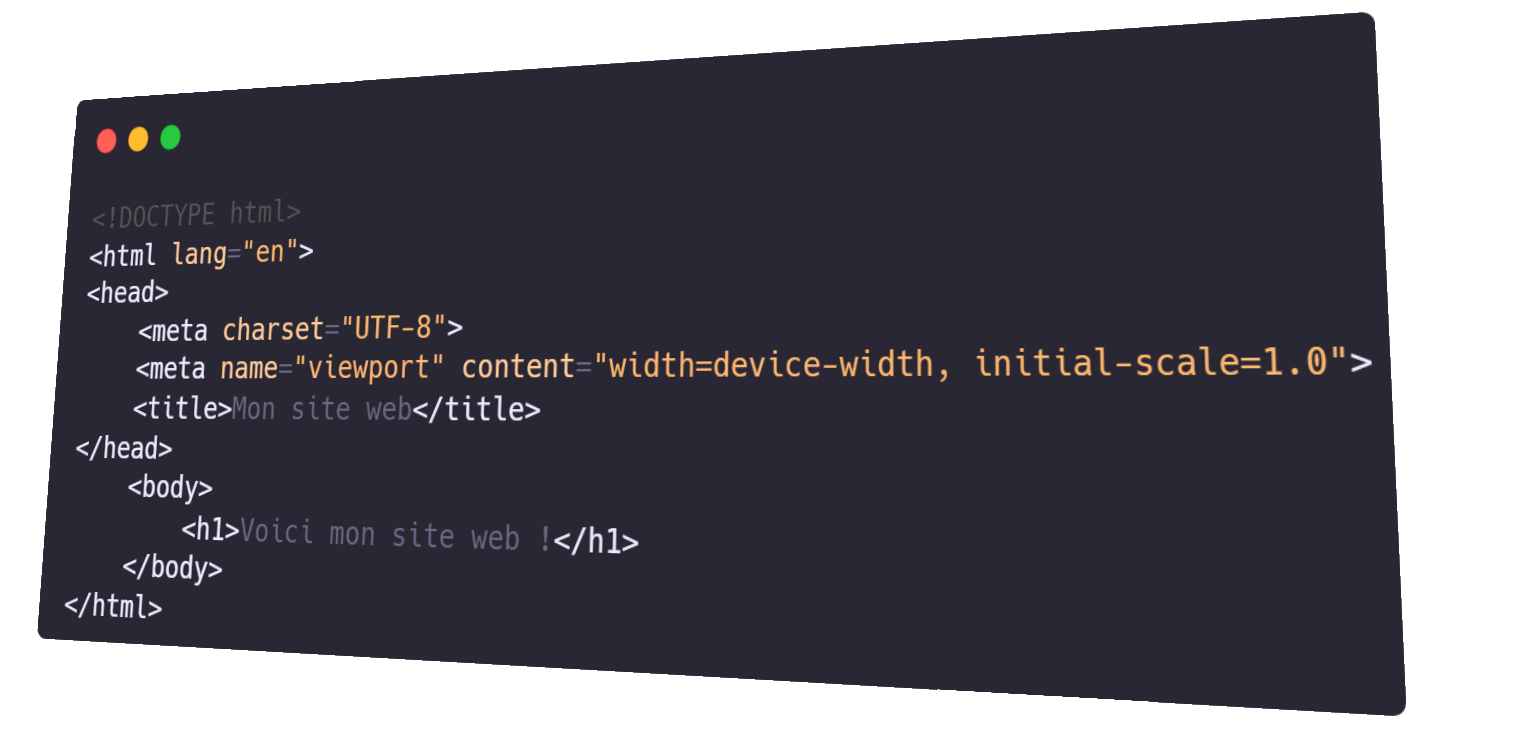 <!DOCTYPE html>
<html lang="en">
<head>
    <meta charset="UTF-8">
    <meta name="viewport" content="width=device-width, initial-scale=1.0">
    <title>Mon site web</title>
</head>
    <body>
        <h1>Voici mon site web !</h1>
    </body>
</html>